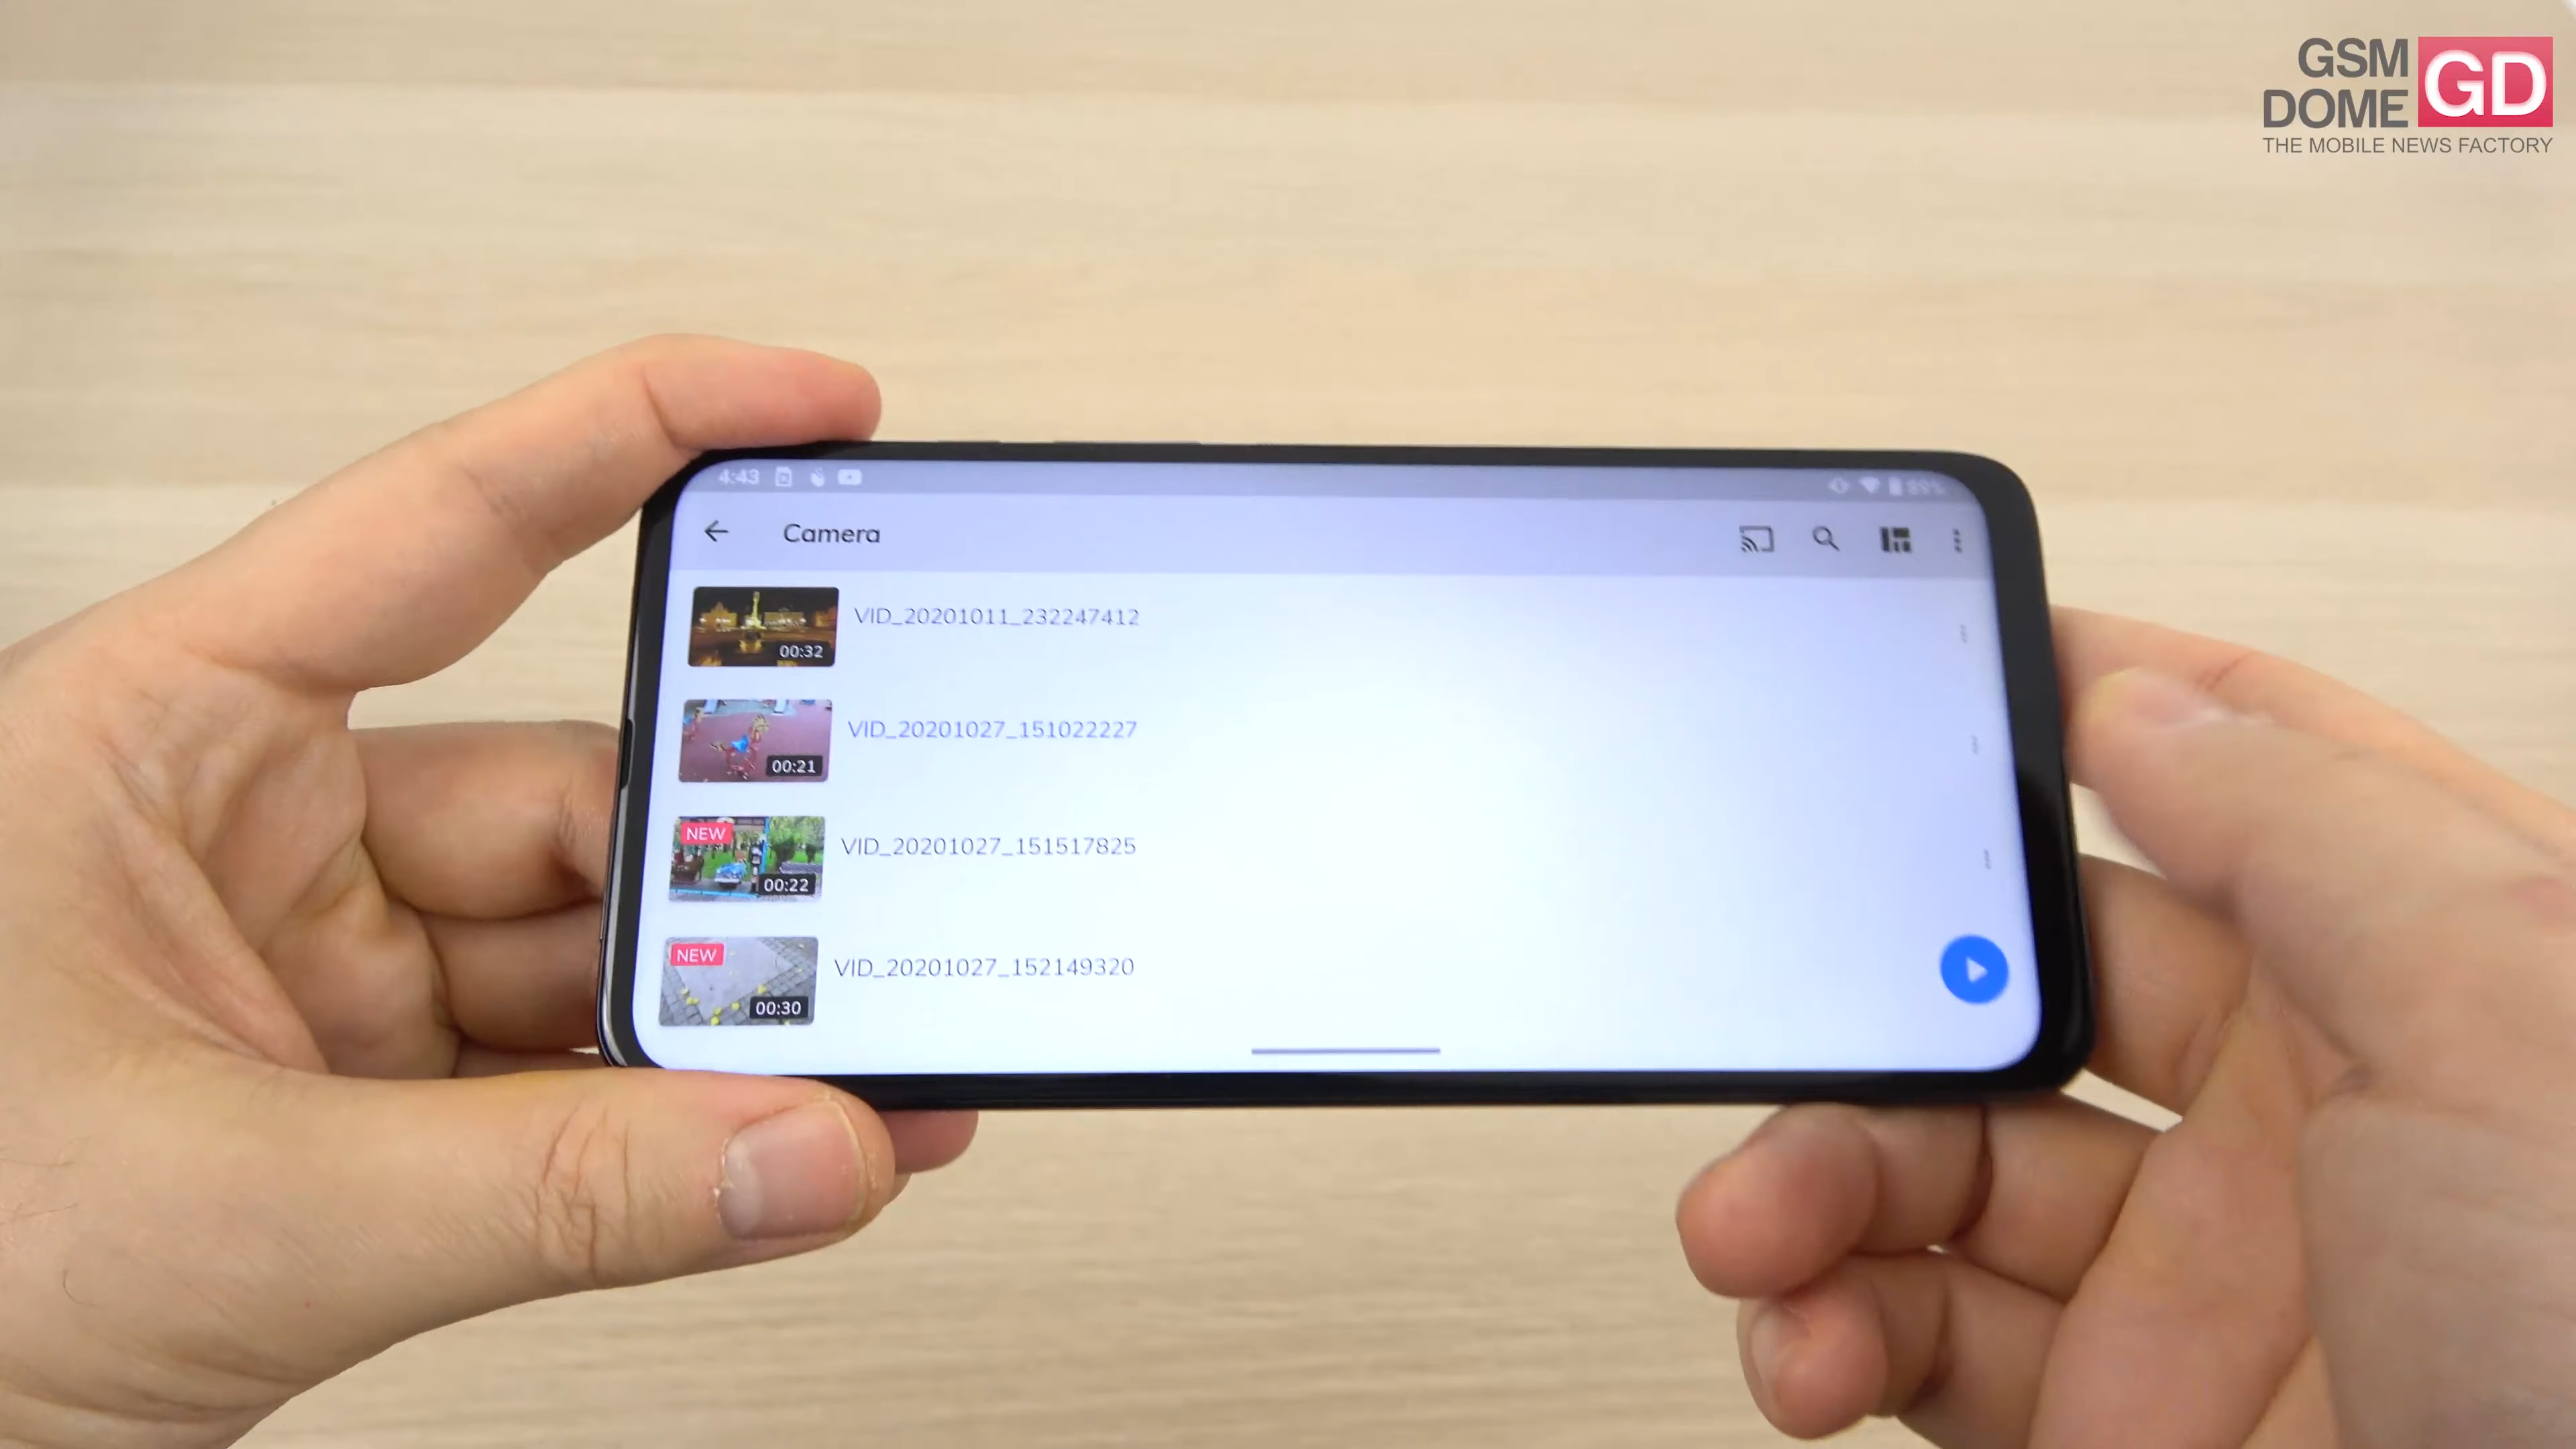 GSM
DOME
GD
THE MOBILE NEWS FACTORY
4:43
89%
Camera
VID_20201011_232247412
00:32
VID_20201027_151022227
00:21
NEW
VID_20201027_151517825
00:22
NEW
VID_20201027_152149320
00:30